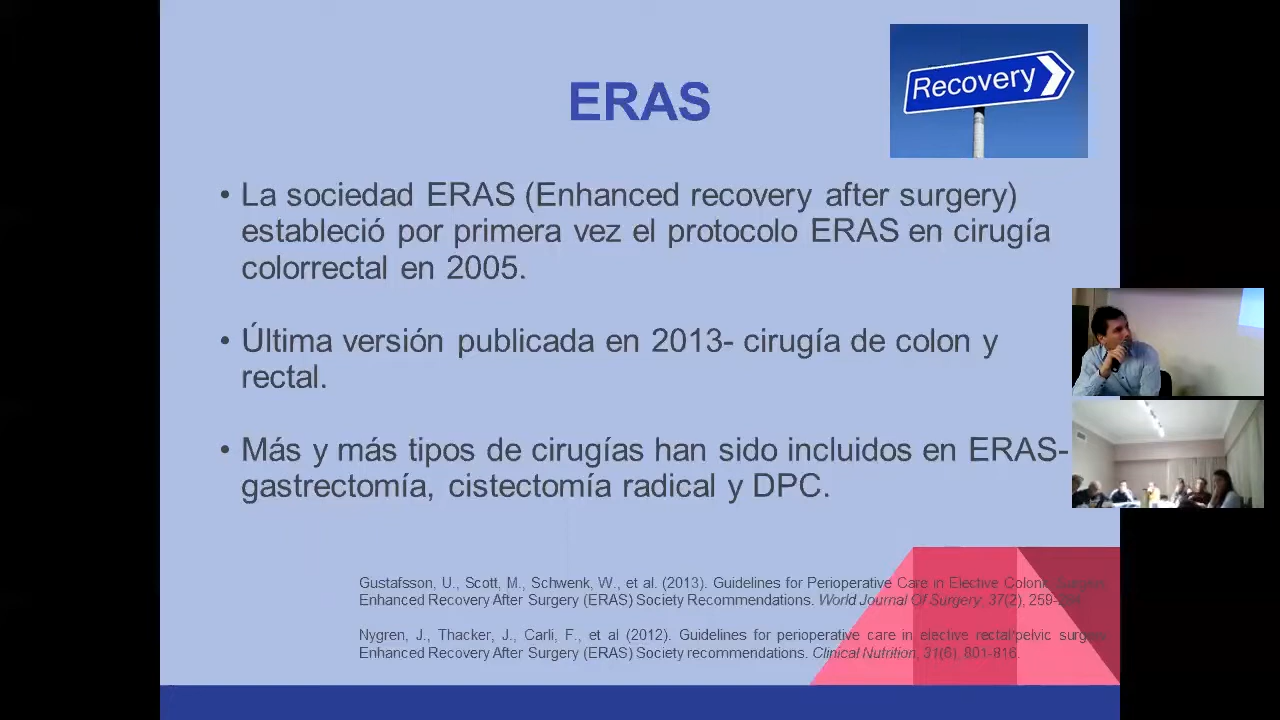 Recovery
ERAS
• La sociedad ERAS (Enhanced recovery after surgery)
estableció por primera vez el protocolo ERAS en cirugía
colorrectal en 2005.
• Última versión publicada en 2013- cirugía de colon y
rectal.
• Más y más tipos de cirugías han sido incluidos en ERAS-
gastrectomía, cistectomía radical y DPC.
Gustafsson, U., Scott, M., Schwenk, W., et al. (2013). Guidelines for Perioperative Care in Elective Colonic Surgery:
Enhanced Recovery After Surgery (ERAS) Society Recommendations. World Journal Of Surgery, 37(2), 259-
Nygren, J., Thacker, J., Carli, F., et al (2012). Guidelines for perioperative care in elective rectal/pelvic surgery:
Enhanced Recovery After Surgery (ERAS) Society recommendations. Clinical Nutrition, 31(6), 801-816.